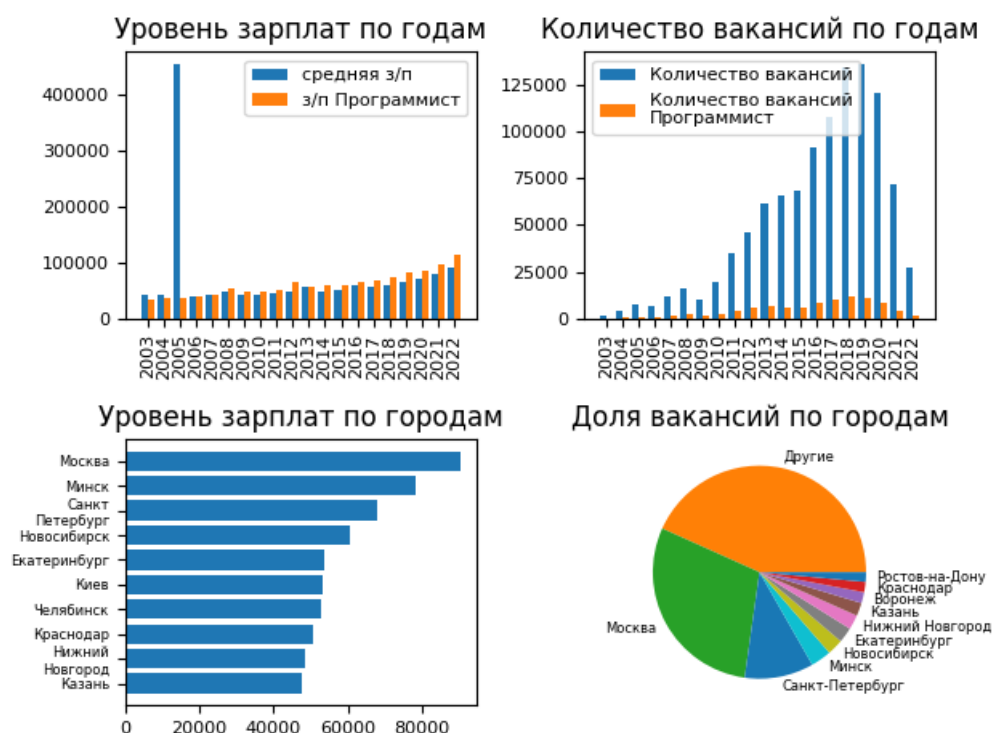 Уровень зарплат по годам
400000
300000
200000
100000
0
средняя з/п
з/п Программист
2003
2004
2005
2006
2007
2008
2009
2010
2011
2012
2013
2014
2015
2016
2017
2018
2019
2020
2021
2022
Количество вакансий по годам
125000
100000
75000
50000
25000
0
Количество вакансий
Количество вакансий
Программист
2003
2004
2005
2006
2007
2008
2009
2010
2011
2012
2013
2014
2015
2016
2017
2018
2019
2020
2021
2022
Уровень зарплат по городам
Москва
Минск
Санкт
Петербург
Новосибирск
Екатеринбург
Киев
Челябинск
Краснодар
Нижний
Новгород
Казань
0 20000 40000 60000 80000
Доля вакансий по городам
Другие
Ростов-на-Дону
Краснодар
Воронеж
Казань
Нижний Новгород
Екатеринбург
Новосибирск
Минск
Санкт-Петербург
Москва